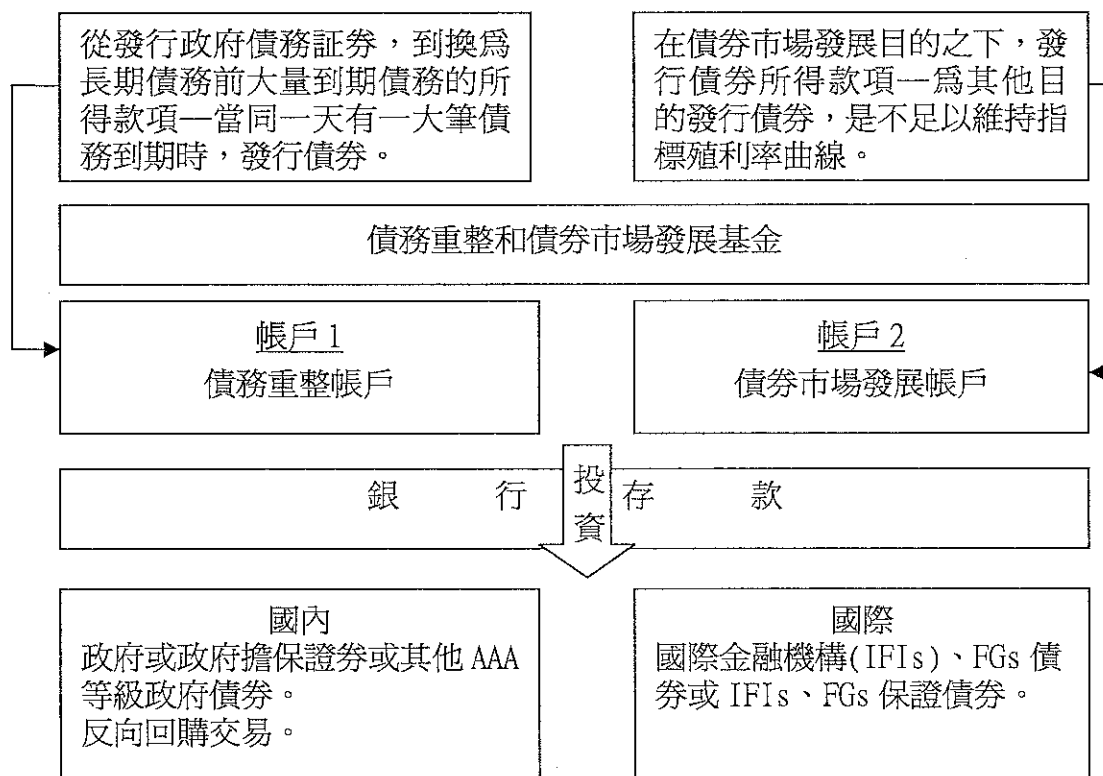 從發行政府債務証券，到換爲
長期債務前大量到期債務的所
得款項—當同一天有一大筆債
務到期時，發行債券。
在債券市場發展目的之下，發
行債券所得款項—爲其他目
的發行債券，是不足以維持指
標殖利率曲線。
債務重整和債券市場發展基金
帳戶 1
債務重整帳戶
帳戶 2
債券市場發展帳戶
銀 行 存 款
投
資
國內
政府或政府擔保證券或其他 AAA
等級政府債券。
反向回購交易。
國際
國際金融機構(IFIs)、FGs 債
券或 IFIs、FGs 保證債券。